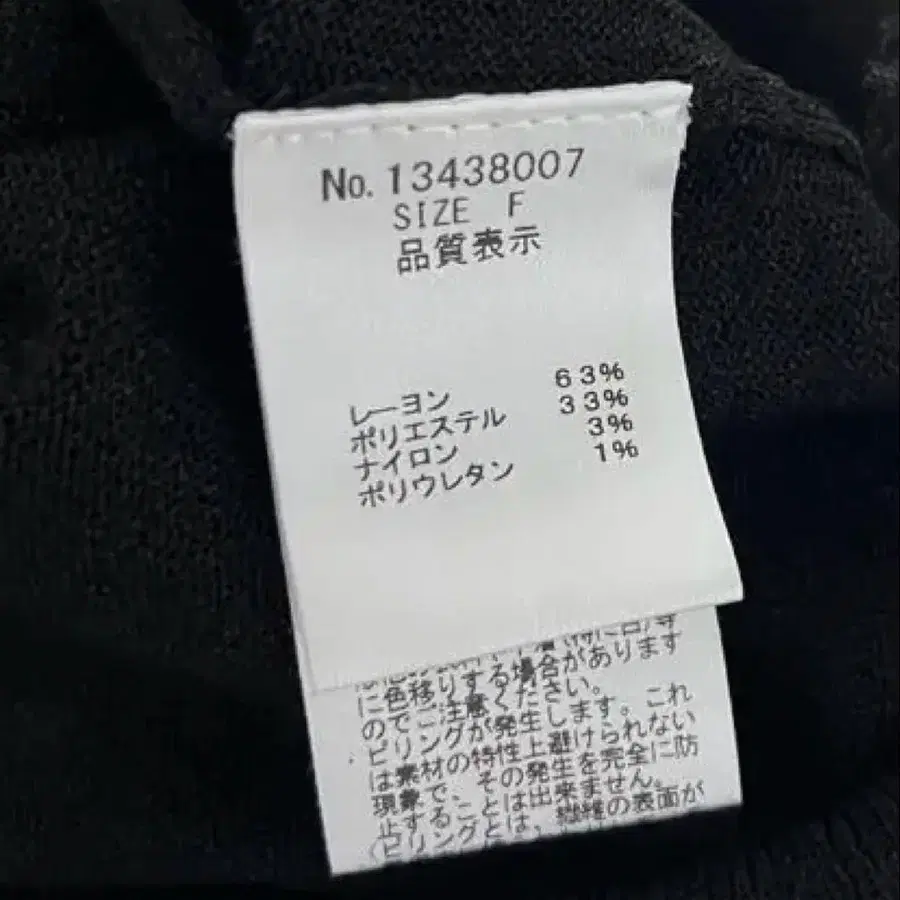 No.13438007
SIZE F
品質表示
レーヨン 63%
ポリエステル 33%
ナイロン 3%
ポリウレタン 1%
に色移りする場合があります
のでご注意ください。
ピリングが発生します。これ
は素材の特性上避けられない
現象で、その発生を完全に防
止することは出来ません。
(ピリングとは、繊維の表面が